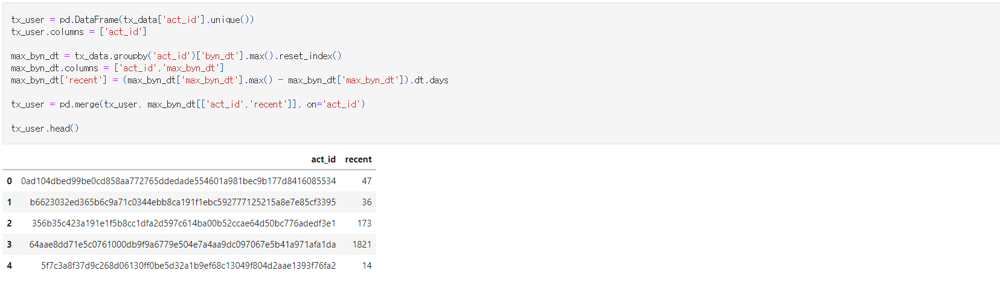 tx_user = pd.DataFrame(tx_data['act_id'].unique())
tx_user.columns = ['act_id']
max_byn_dt = tx_data.groupby('act_id')['byn_dt'].max().reset_index()
max_byn_dt.columns = ['act_id','max_byn_dt']
max_byn_dt['recent'] = (max_byn_dt['max_byn_dt'].max() - max_byn_dt['max_byn_dt']).dt.days
tx_user = pd.merge(tx_user, max_byn_dt[['act_id','recent']], on='act_id')
tx_user.head()
act_id recent
0 0ad104dbed99be0cd858aa772765ddedade554601a981bec9b177d8416085534 47
1 b6623032ed365b6c9a71c0344ebb8ca191f1ebc592777125215a8e7e85cf3395 36
2 356b35c423a191e1f5b8cc1dfa2d597c614ba00b52ccae64d50bc776adedf3e1 173
3 64aae8dd71e5c0761000db9f9a6779e504e7a4aa9dc097067e5b41a971afa1da 1821
4 5f7c3a8f37d9c268d06130ff0be5d32a1b9ef68c13049f804d2aae1393f76fa2 14